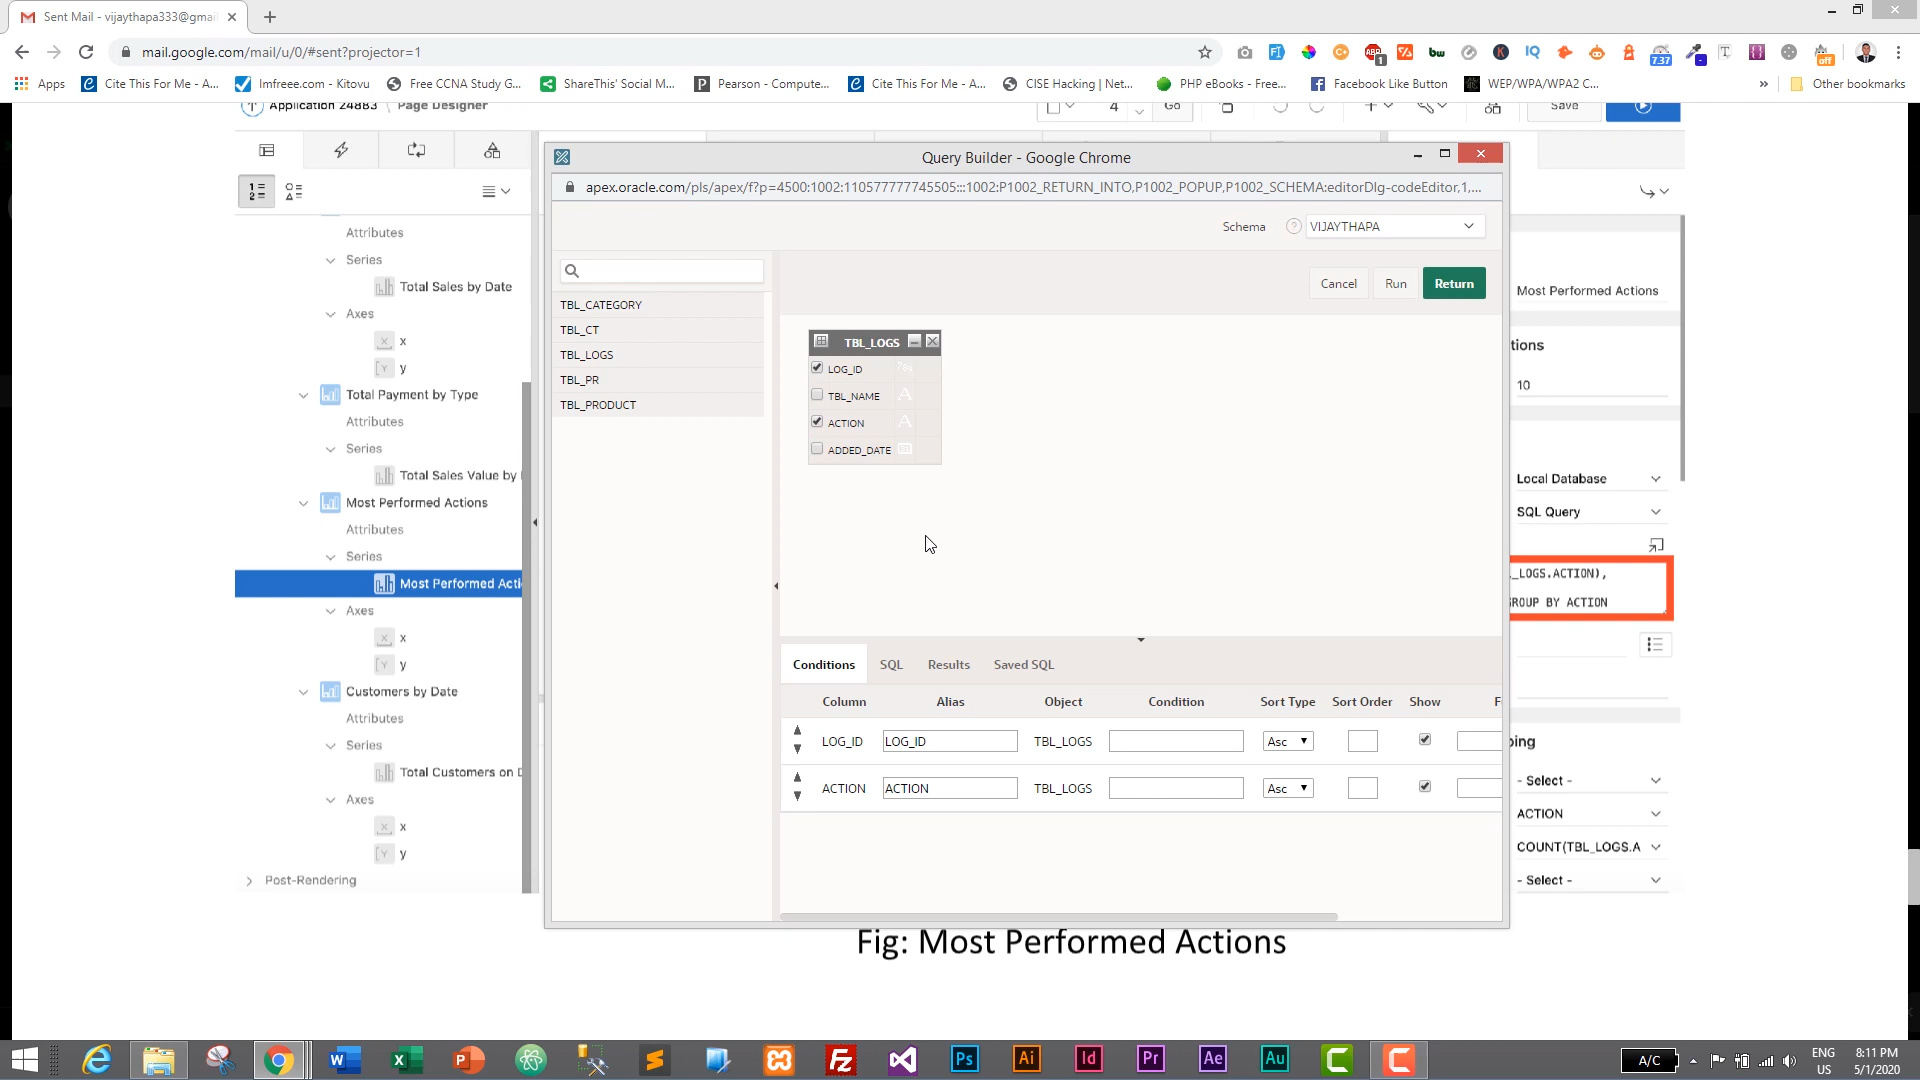 Sent Mail - vijaythapa333@gmai
mail.google.com/mail/u/0/#sent?projector=1
Apps
Cite This For Me - A...
Imfreee.com - Kitovu
Free CCNA Study G...
ShareThis' Social M...
Pearson - Compute...
Cite This For Me - A...
CISE Hacking | Net...
PHP eBooks - Free...
Facebook Like Button
WEP/WPA/WPA2 C...
Other bookmarks
Application 24883 \ Page Designer
4
Go
Save
Query Builder - Google Chrome
apex.oracle.com/pls/apex/f?p=4500:1002:110577777745505:::1002:P1002_RETURN_INTO,P1002_POPUP,P1002_SCHEMA:editorDlg-codeEditor,1,...
Schema
VIJAYTHAPA
Cancel
Run
Return
TBL_CATEGORY
TBL_CT
TBL_LOGS
TBL_PR
TBL_PRODUCT
TBL_LOGS
LOG_ID
TBL_NAME
ACTION
ADDED_DATE
Conditions
SQL
Results
Saved SQL
Column
Alias
Object
Condition
Sort Type
Sort Order
Show
LOG_ID
LOG_ID
TBL_LOGS
Asc
ACTION
ACTION
TBL_LOGS
Asc
Attributes
Series
Total Sales by Date
Axes
x
y
Total Payment by Type
Attributes
Series
Total Sales Value by
Most Performed Actions
Attributes
Series
Most Performed Acti
Axes
x
y
Customers by Date
Attributes
Series
Total Customers on D
Axes
x
y
Post-Rendering
Most Performed Actions
tions
10
Local Database
SQL Query
_LOGS.ACTION),
GROUP BY ACTION
ping
- Select -
ACTION
COUNT(TBL_LOGS.A
- Select -
Fig: Most Performed Actions
A/C
ENG
US
8:11 PM
5/1/2020